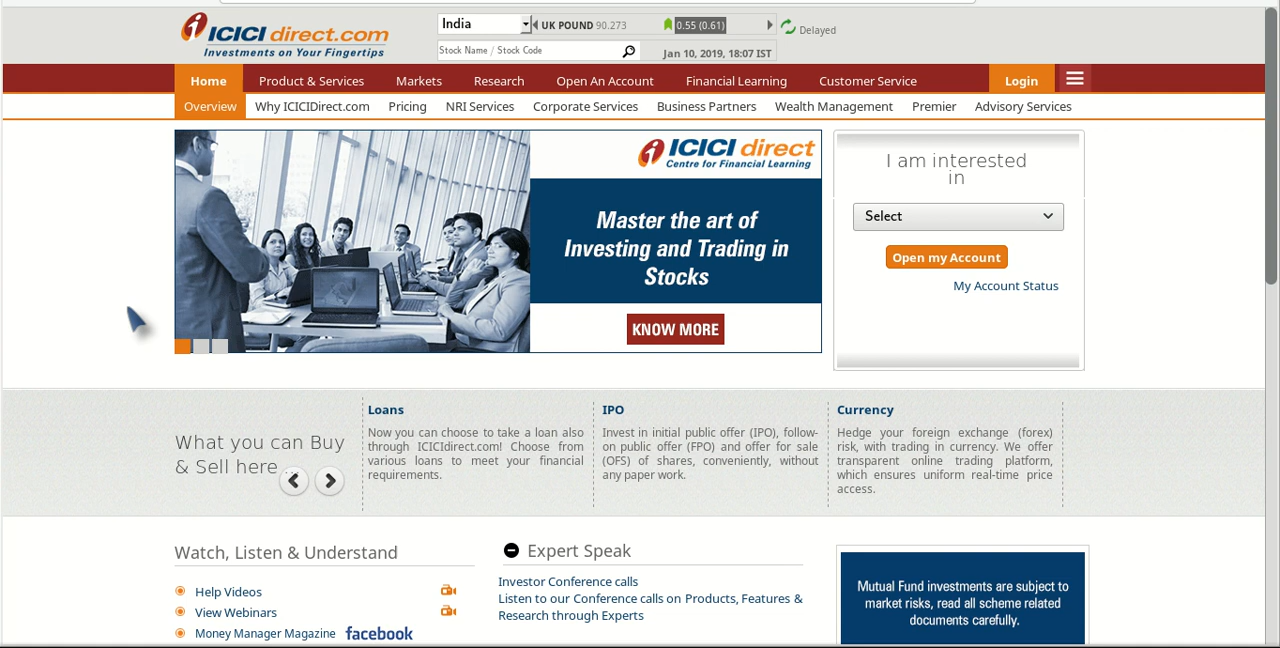 ICICI direct.com
Investments on Your Fingertips
India
UK POUND 90.273
0.55 (0.61)
Delayed
Stock Name / Stock Code
Jan 10, 2019, 18:07 IST
Home
Product & Services
Markets
Research
Open An Account
Financial Learning
Customer Service
Login
Overview
Why ICICIDirect.com
Pricing
NRI Services
Corporate Services
Business Partners
Wealth Management
Premier
Advisory Services
ICICI direct
Centre for Financial Learning
Master the art of
Investing and Trading in
Stocks
KNOW MORE
I am interested
in
Select
Open my Account
My Account Status
What you can Buy
& Sell here
Loans
Now you can choose to take a loan also
through ICICIdirect.com! Choose from
various loans to meet your financial
requirements.
IPO
Invest in initial public offer (IPO), follow-
on public offer (FPO) and offer for sale
(OFS) of shares, conveniently, without
any paper work.
Currency
Hedge your foreign exchange (forex)
risk, with trading in currency. We offer
transparent online trading platform,
which ensures uniform real-time price
access.
Watch, Listen & Understand
Help Videos
View Webinars
Money Manager Magazine
facebook
Expert Speak
Investor Conference calls
Listen to our Conference calls on Products, Features &
Research through Experts
Mutual Fund investments are subject to
market risks, read all scheme related
documents carefully.